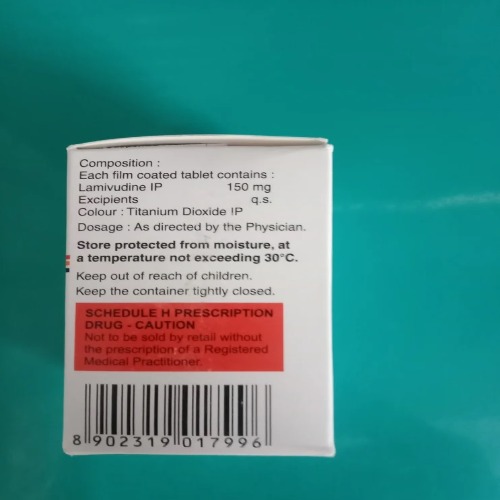 Composition :
Each film coated tablet contains :
Lamivudine IP 150 mg
Excipients q.s.
Colour : Titanium Dioxide IP
Dosage : As directed by the Physician.
Store protected from moisture, at
a temperature not exceeding 30°C.
Keep out of reach of children.
Keep the container tightly closed.
SCHEDULE H PRESCRIPTION
DRUG - CAUTION
Not to be sold by retail without
the prescription of a Registered
Medical Practitioner.
8 902319 017996